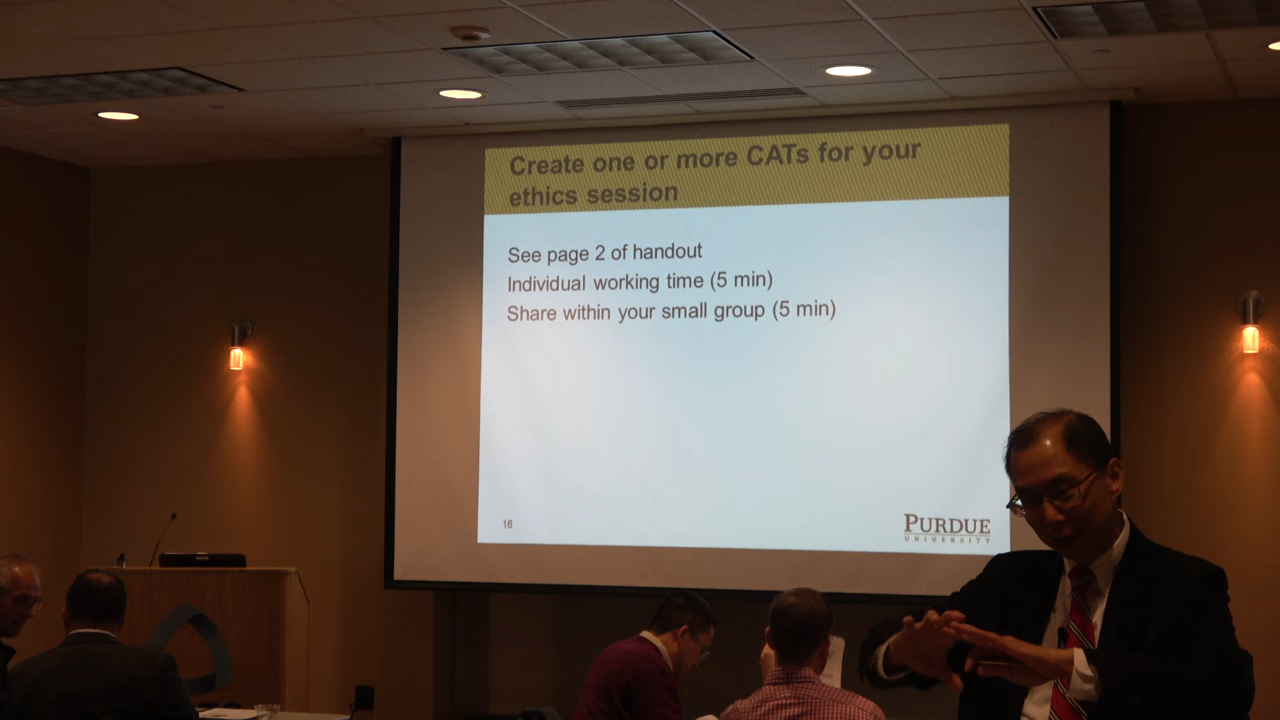 Create one or more CATs for your
ethics session
See page 2 of handout
Individual working time (5 min)
Share within your small group (5 min)
16
PURDUE
UNIVERSITY